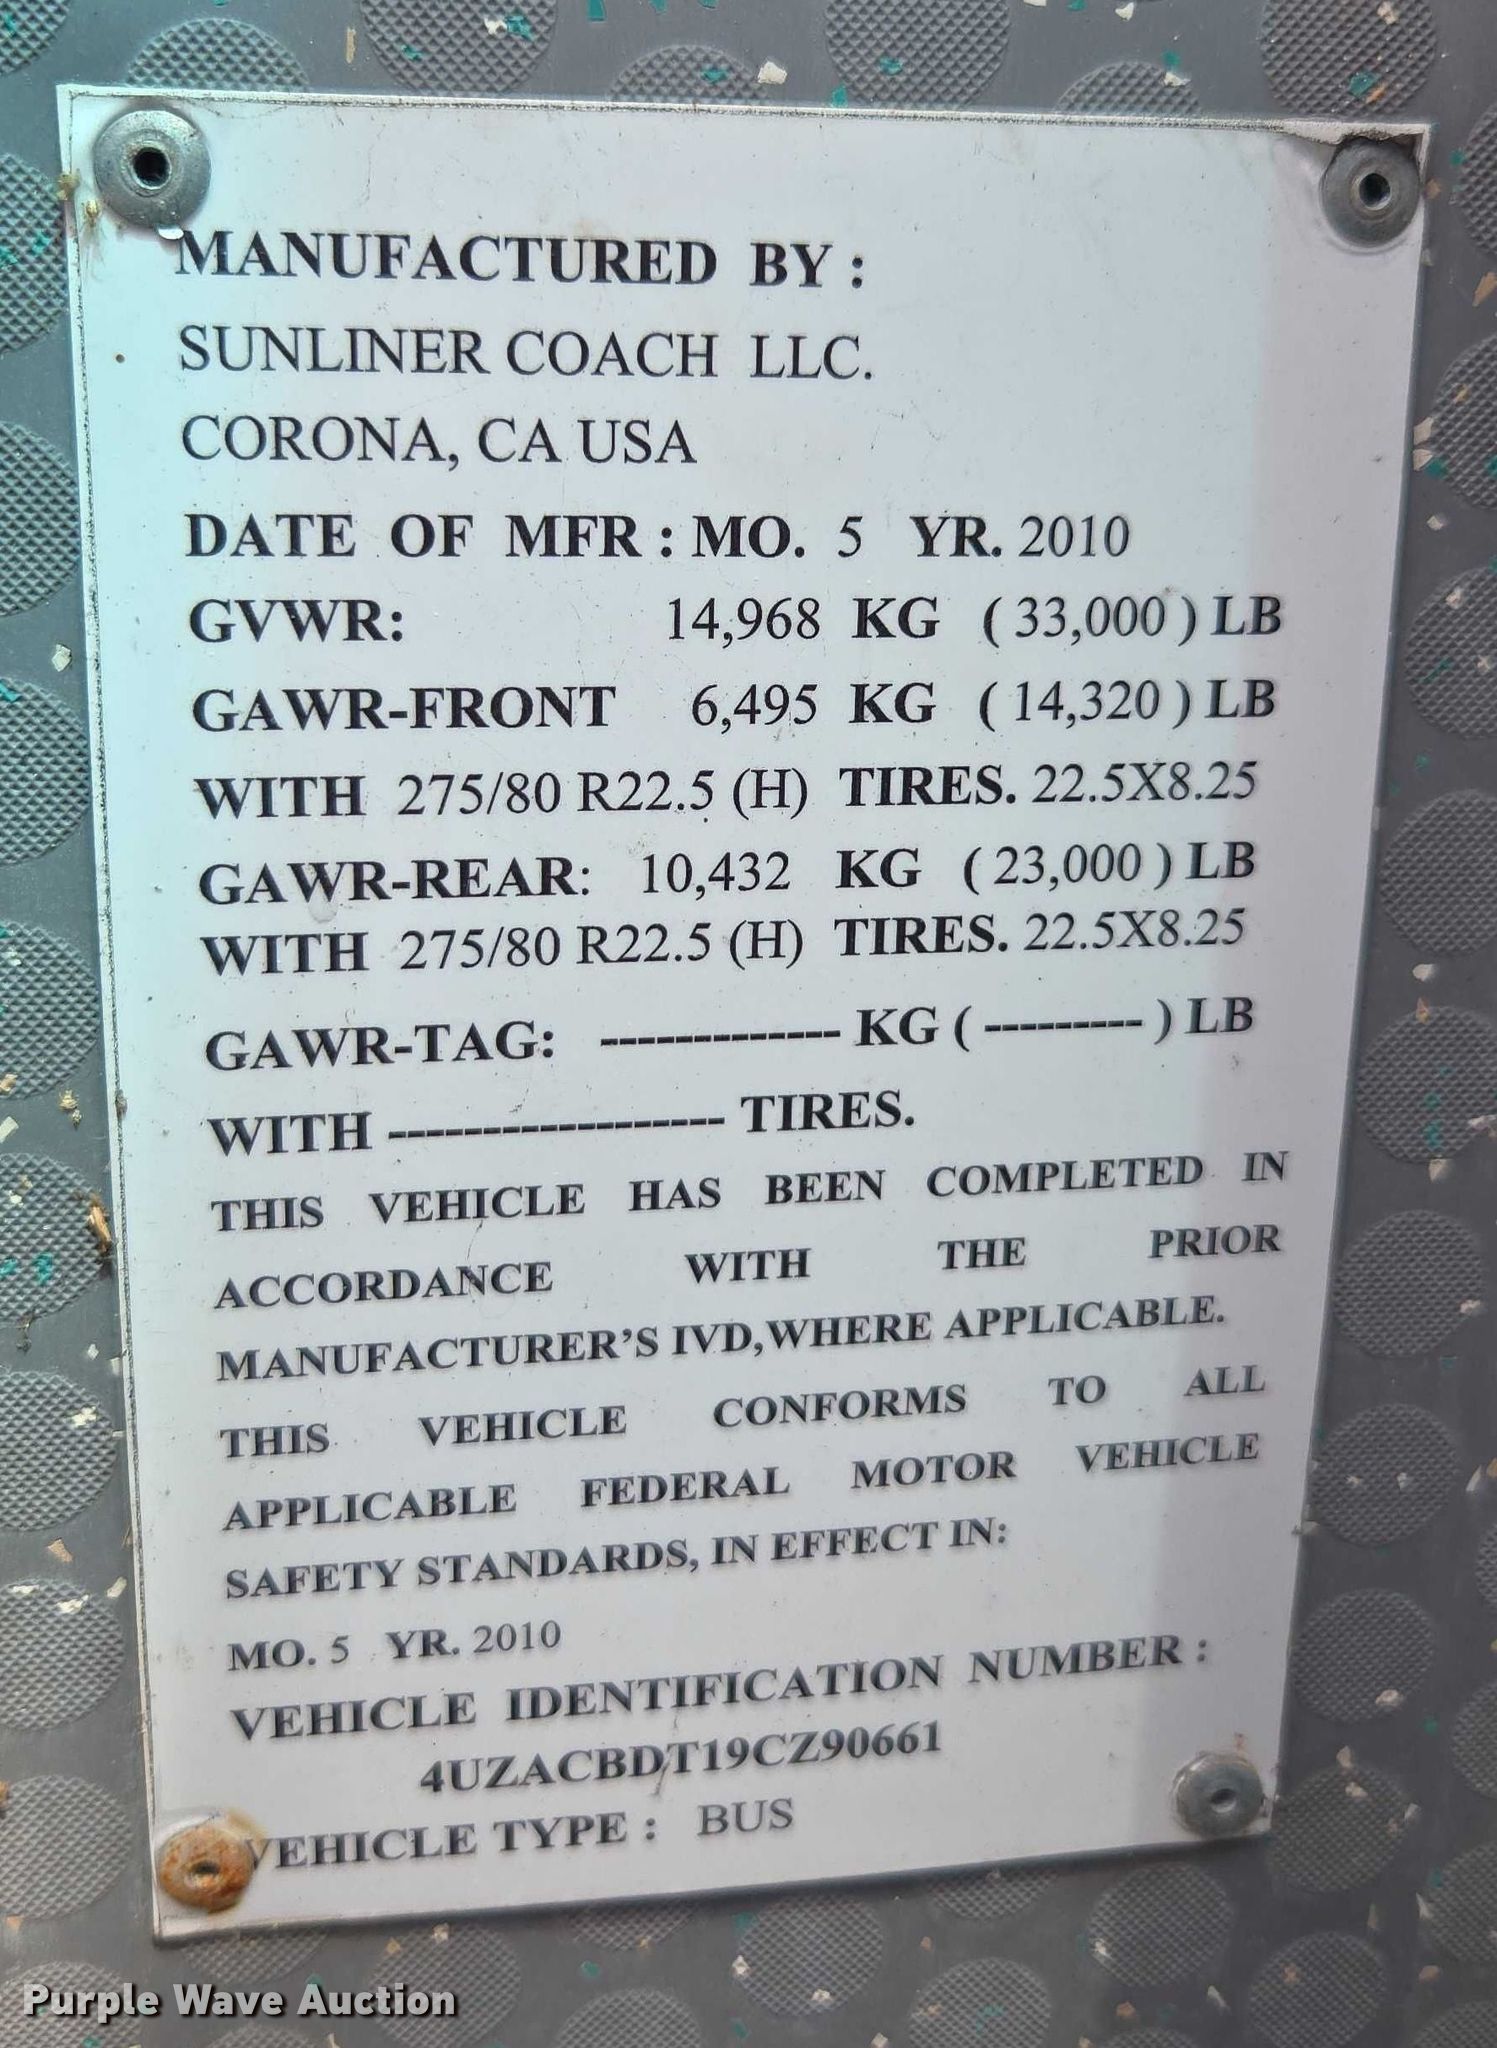 MANUFACTURED BY :
SUNLINER COACH LLC.
CORONA, CA USA
DATE OF MFR : MO. 5 YR. 2010
GVWR: 14,968 KG ( 33,000 ) LB
GAWR-FRONT 6,495 KG ( 14,320 ) LB
WITH 275/80 R22.5 (H) TIRES. 22.5X8.25
GAWR-REAR: 10,432 KG ( 23,000 ) LB
WITH 275/80 R22.5 (H) TIRES. 22.5X8.25
GAWR-TAG: ------------- KG ( --------- ) LB
WITH ------------------ TIRES.
THIS VEHICLE HAS BEEN COMPLETED IN
ACCORDANCE WITH THE PRIOR
MANUFACTURER'S IVD,WHERE APPLICABLE.
THIS VEHICLE CONFORMS TO ALL
APPLICABLE FEDERAL MOTOR VEHICLE
SAFETY STANDARDS, IN EFFECT IN:
MO. 5 YR. 2010
VEHICLE IDENTIFICATION NUMBER :
4UZACBDT19CZ90661
VEHICLE TYPE : BUS
Purple Wave Auction